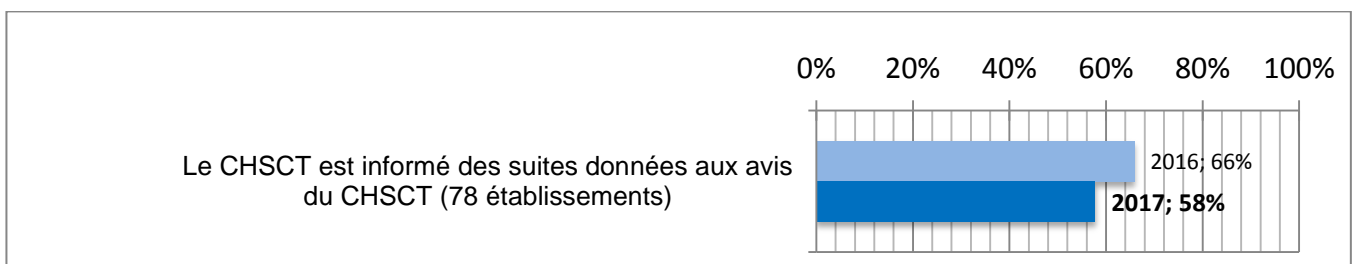 0% 20% 40% 60% 80% 100%
Le CHSCT est informé des suites données aux avis
du CHSCT (78 établissements)
2016; 66%
2017; 58%